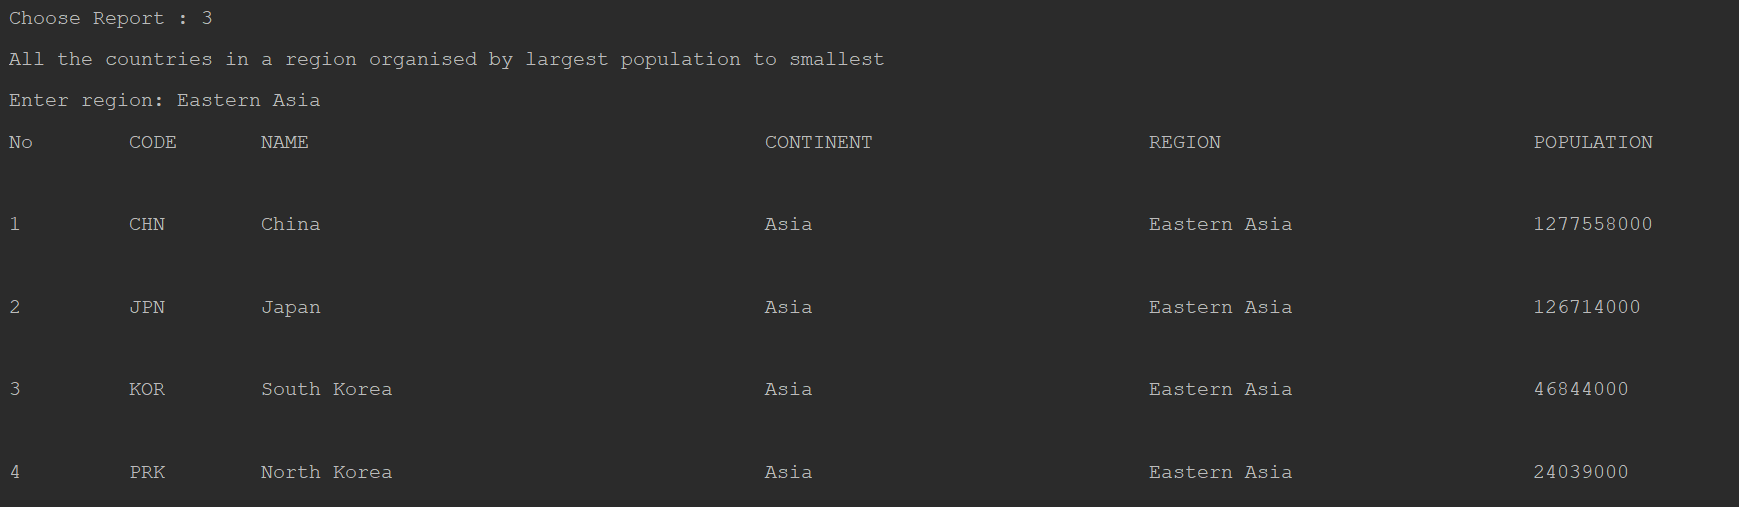 Choose Report : 3
All the countries in a region organised by largest population to smallest
Enter region: Eastern Asia
No CODE NAME CONTINENT REGION POPULATION
1 CHN China Asia Eastern Asia 1277558000
2 JPN Japan Asia Eastern Asia 126714000
3 KOR South Korea Asia Eastern Asia 46844000
4 PRK North Korea Asia Eastern Asia 24039000